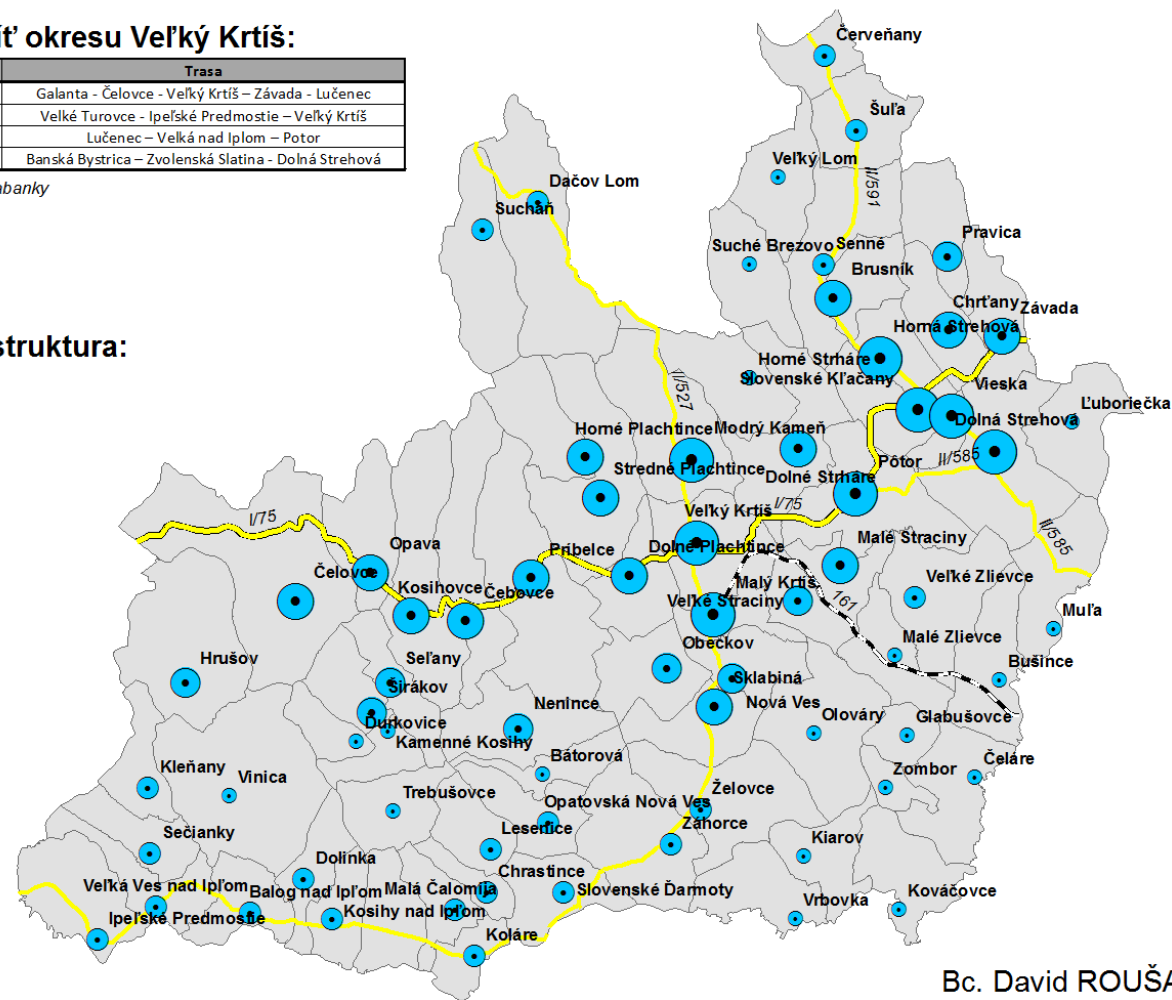 íť okresu Veľký Krtíš:
Trasa
Galanta - Čelovce - Veľký Krtíš – Závada - Lučenec
Velké Turovce - Ipeľské Predmostie – Veľký Krtíš
Lučenec – Velká nad Iplom – Potor
Banská Bystrica – Zvolenská Slatina - Dolná Strehová
abanky
struktura:
Červeňany
Šuľa
Veľký Lom
II/591
Dačov Lom
Sucháň
Pravica
Suché Brezovo
Senné
Brusník
Chrťany
Závada
Horná Strehová
Horné Strháre
Slovenské Kľačany
Vieska
II/527
Ľuboriečka
Dolná Strehová
Horné Plachtince
Modrý Kameň
Stredné Plachtince
Dolné Strháre
Pôtor
II/585
I/75
Veľký Krtíš
I/75
II/585
Opava
Príbelce
Dolné Plachtince
Malé Straciny
Čelovce
Kosihovce
Čebovce
Malý Krtíš
Veľké Zlievce
Veľké Straciny
161
Muľa
Obeckov
Malé Zlievce
Hrušov
Seľany
Bušince
Širákov
Sklabiná
Nenince
Nová Ves
Olováry
Glabušovce
Ďurkovice
Kamenné Kosihy
Bátorová
Čeláre
Kleňany
Vinica
Zombor
Trebušovce
Želovce
Opatovská Nová Ves
Sečianky
Lesenice
Záhorce
Kiarov
Dolinka
Chrastince
Veľká Ves nad Ipľom
Balog nad Ipľom
Malá Čalomija
Slovenské Ďarmoty
Vrbovka
Kováčovce
Ipeľské Predmostie
Kosihy nad Ipľom
Koláre
Bc. David ROUŠA